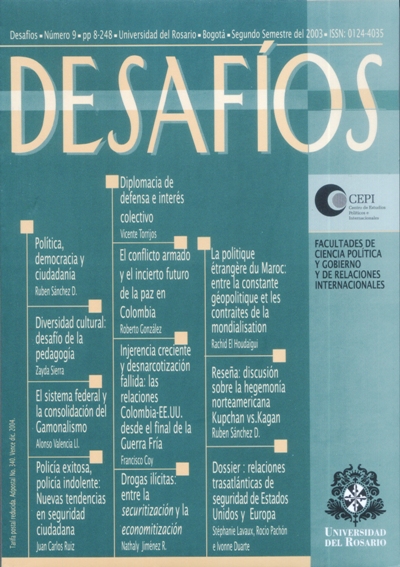 Desafíos ▪ Número 9 ▪ pp 8-248 ▪ Universidad del Rosario ▪ Bogotá ▪ Segundo Semestre del 2003 ▪ ISSN: 0124-4035
DESAFÍOS
Política,
democracia y
ciudadanía
Ruben Sánchez D.
Diversidad cultural:
desafío de la
pedagogía
Zayda Sierra
El sistema federal y
la consolidación del
Gamonalismo
Alonso Valencia Ll.
Policía exitosa,
policía indolente:
Nuevas tendencias
en seguridad
ciudadana
Juan Carlos Ruiz
Diplomacia de
defensa e interés
colectivo
Vicente Torrijos
El conflicto armado
y el incierto futuro
de la paz en
Colombia
Roberto González
Injerencia creciente
y desnarcotización
fallida: las
relaciones
Colombia-EE.UU.
desde el final de la
Guerra Fría
Francisco Coy
Drogas ilícitas:
entre la
securitización y la
economitización
Nathaly Jiménez R.
La politique
étrangère du Maroc:
entre la constante
géopolitique et les
contraites de la
mondialisation
Rachid El Houdaïgui
Reseña: discusión
sobre la hegemonía
norteamericana
Kupchan vs.Kagan
Ruben Sánchez D.
Dossier : relaciones
trasatlánticas de
seguridad de Estados
Unidos y Europa
Stéphanie Lavaux, Rocio Pachón
e Ivonne Duarte
CEPI
Centro de Estudios
Políticos e
Internacionales
FACULTADES DE
CIENCIA POLÍTICA
Y GOBIERNO
Y DE RELACIONES
INTERNACIONALES
UNIVERSIDAD
DEL ROSARIO
Tarifa postal reducida. Adpostal No. 340. Vence dic. 2004.